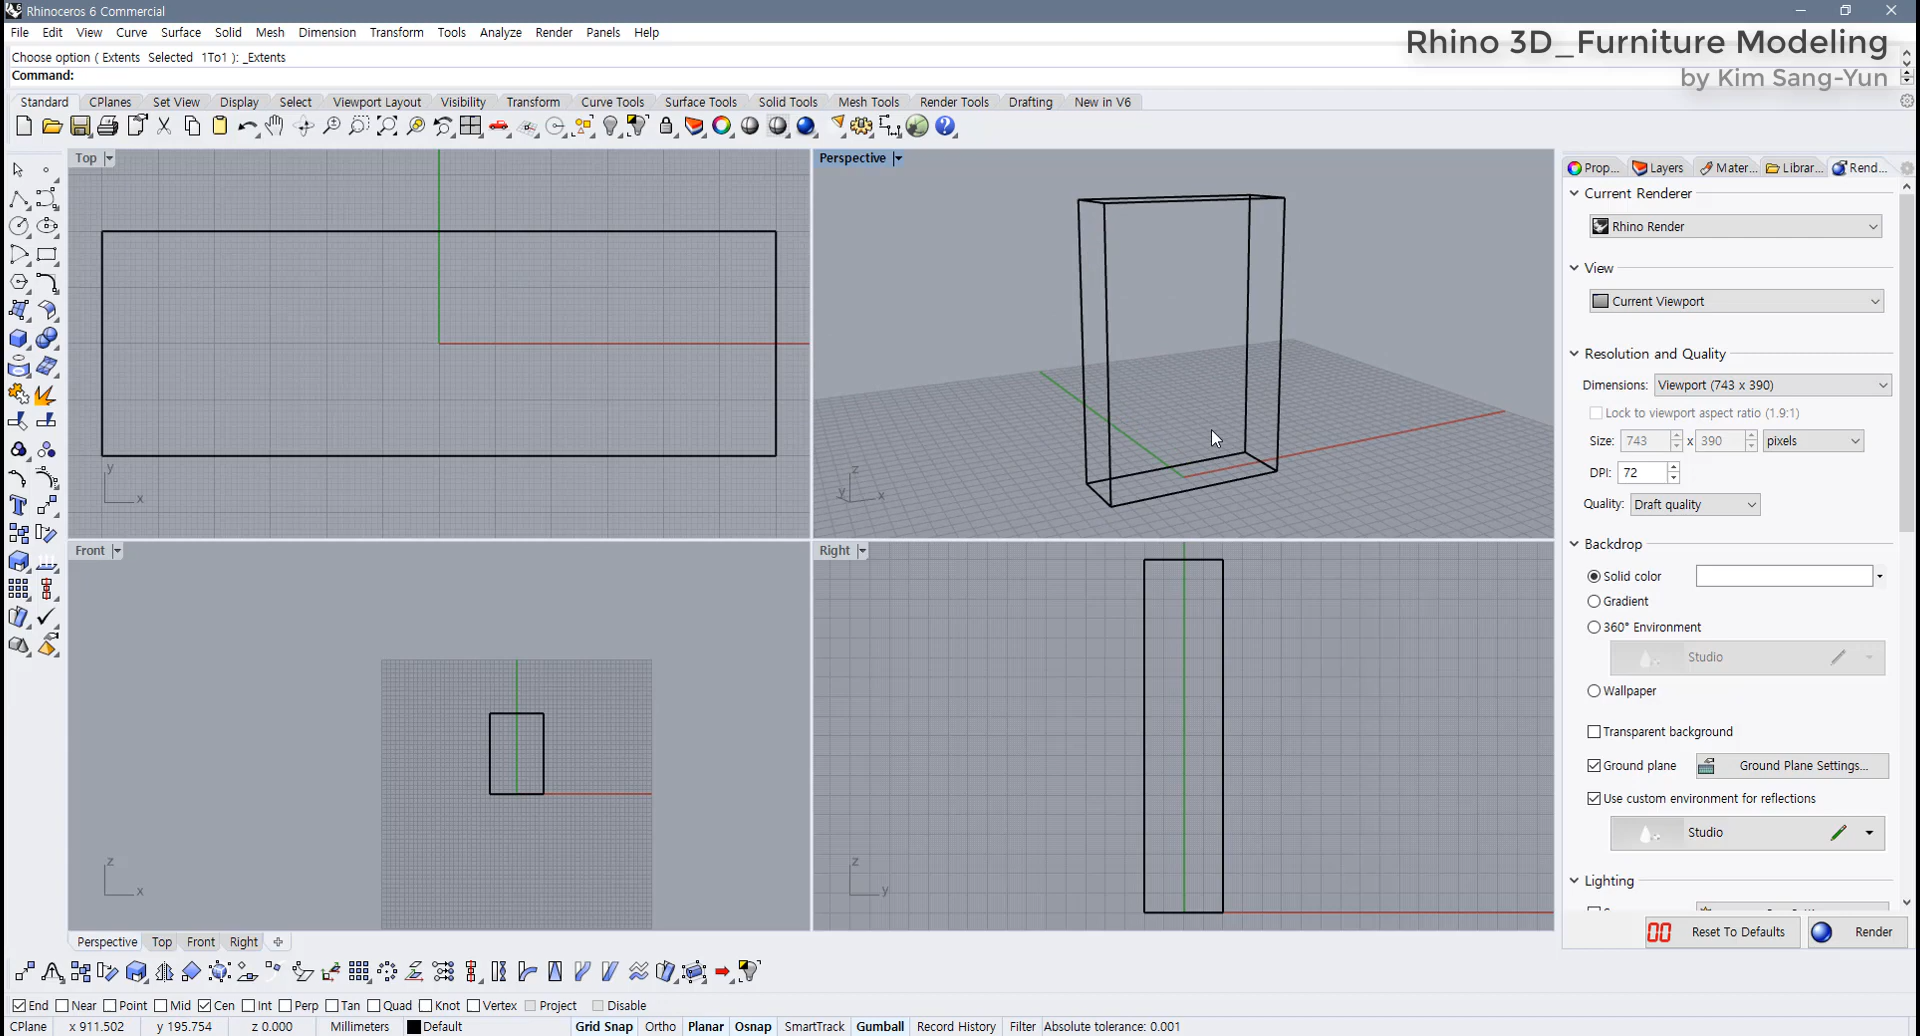 Rhinoceros 6 Commercial
File Edit View Curve Surface Solid Mesh Dimension Transform Tools Analyze Render Panels Help
Rhino 3D_Furniture Modeling
by Kim Sang-Yun
Choose option ( Extents Selected 1To1 ): _Extents
Command:
Standard CPlanes Set View Display Select Viewport Layout Visibility Transform Curve Tools Surface Tools Solid Tools Mesh Tools Render Tools Drafting New in V6
Top
Perspective
Prop... Layers Mater... Librar... Rend...
Current Renderer
Rhino Render
View
Current Viewport
Resolution and Quality
Dimensions: Viewport (743 x 390)
Lock to viewport aspect ratio (1.9:1)
Size: 743 x 390 pixels
DPI: 72
Quality: Draft quality
Backdrop
Solid color
Gradient
360° Environment
Studio
Wallpaper
Transparent background
Ground plane Ground Plane Settings...
Use custom environment for reflections
Studio
Lighting
Reset To Defaults Render
y x
z y x
Front
Right
z x
z y
Perspective Top Front Right
End Near Point Mid Cen Int Perp Tan Quad Knot Vertex Project Disable
CPlane x 911.502 y 195.754 z 0.000 Millimeters Default Grid Snap Ortho Planar Osnap SmartTrack Gumball Record History Filter Absolute tolerance: 0.001